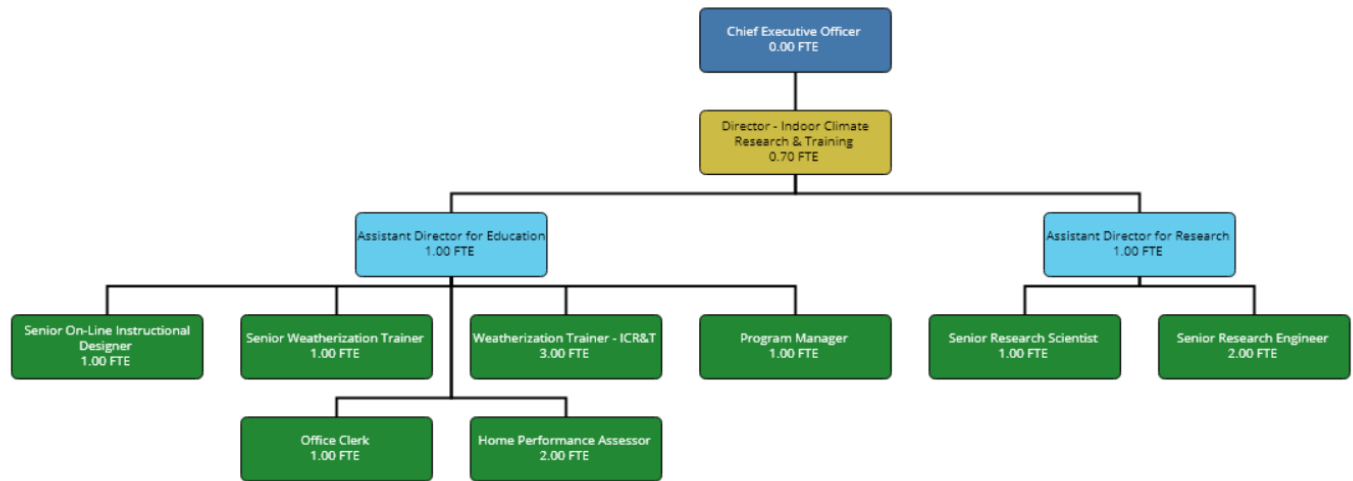 Chief Executive Officer
0.00 FTE
Director - Indoor Climate
Research & Training
0.70 FTE
Assistant Director for Education
1.00 FTE
Assistant Director for Research
1.00 FTE
Senior On-Line Instructional
Designer
1.00 FTE
Senior Weatherization Trainer
1.00 FTE
Weatherization Trainer - ICR&T
3.00 FTE
Program Manager
1.00 FTE
Senior Research Scientist
1.00 FTE
Senior Research Engineer
2.00 FTE
Office Clerk
1.00 FTE
Home Performance Assessor
2.00 FTE